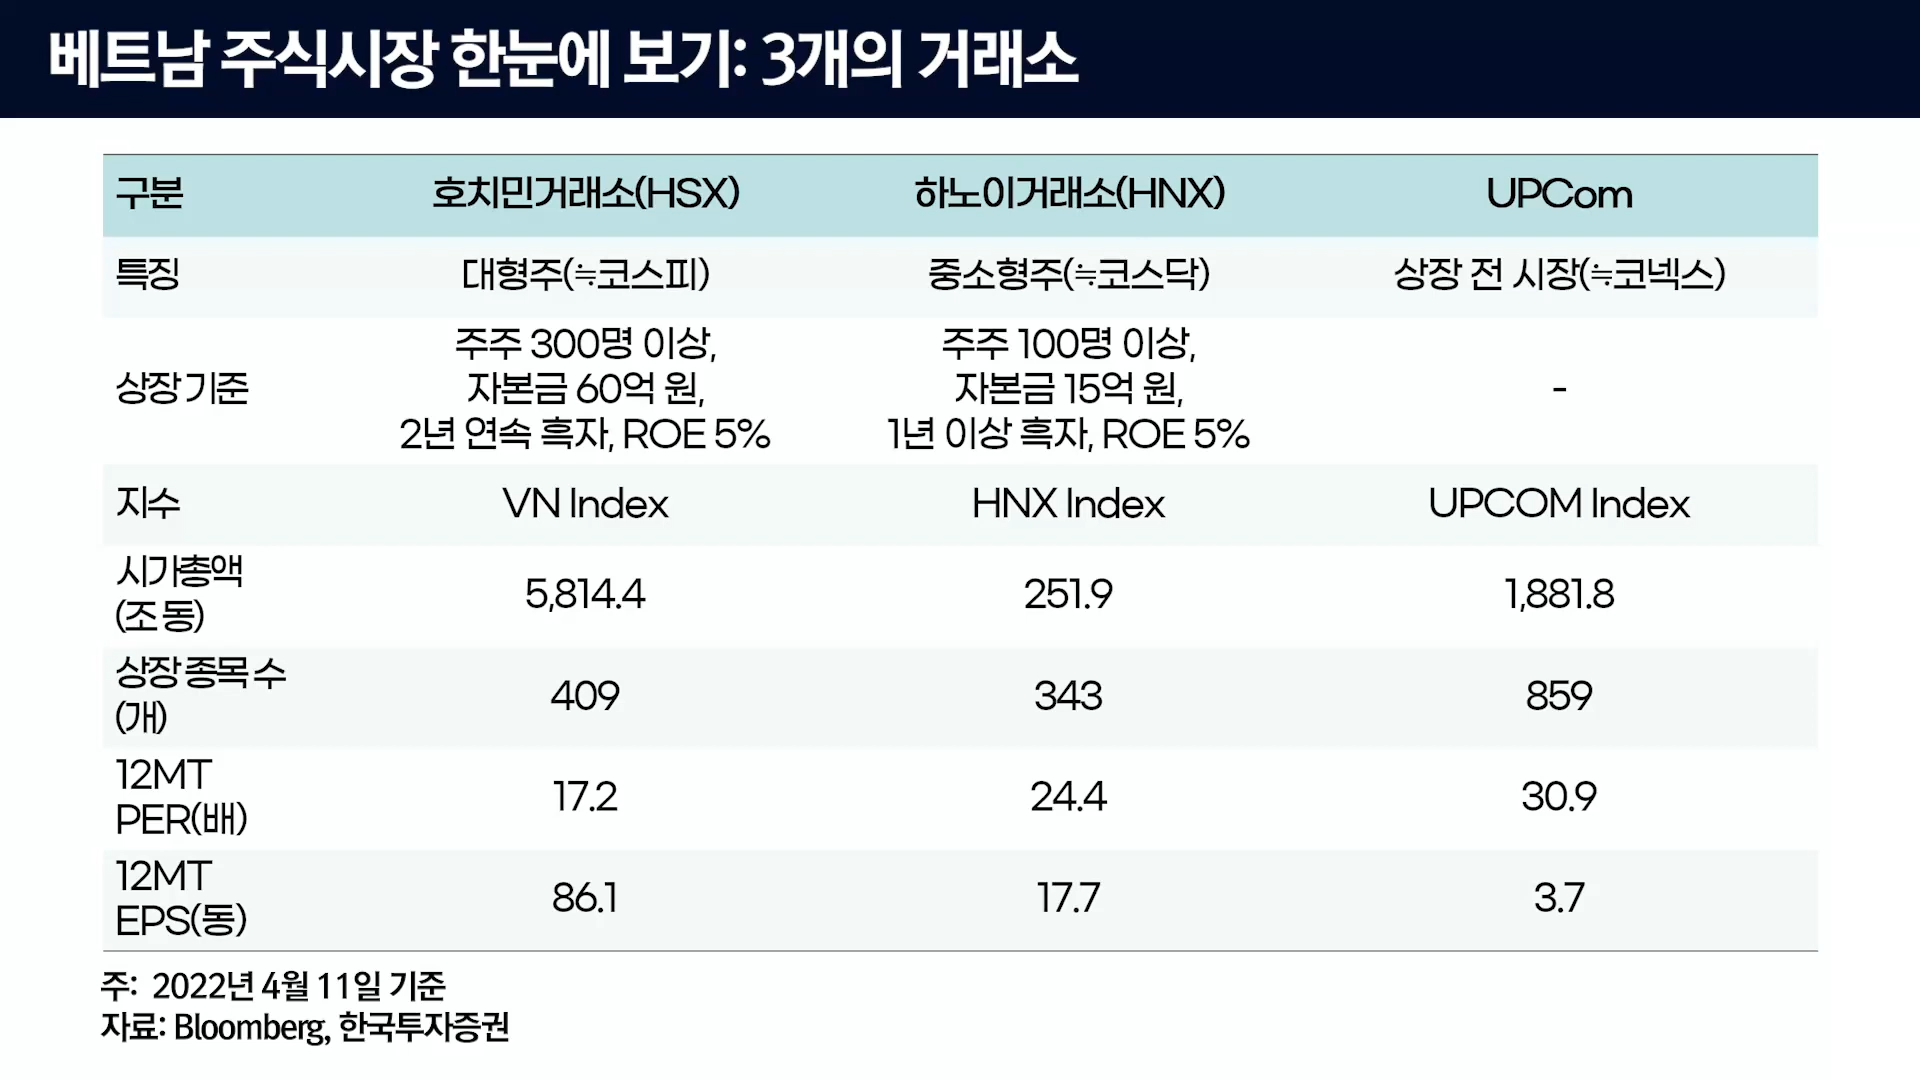 베트남 주식시장 한눈에 보기: 3개의 거래소
구분 호치민거래소(HSX) 하노이거래소(HNX) UPCom
특징 대형주(≒코스피) 중소형주(≒코스닥) 상장 전 시장(≒코넥스)
상장 기준 주주 300명 이상, 주주 100명 이상, -
자본금 60억 원, 자본금 15억 원,
2년 연속 흑자, ROE 5% 1년 이상 흑자, ROE 5%
지수 VN Index HNX Index UPCOM Index
시가총액
(조 동) 5,814.4 251.9 1,881.8
상장 종목 수
(개) 409 343 859
12MT
PER(배) 17.2 24.4 30.9
12MT
EPS(동) 86.1 17.7 3.7
주: 2022년 4월 11일 기준
자료: Bloomberg, 한국투자증권